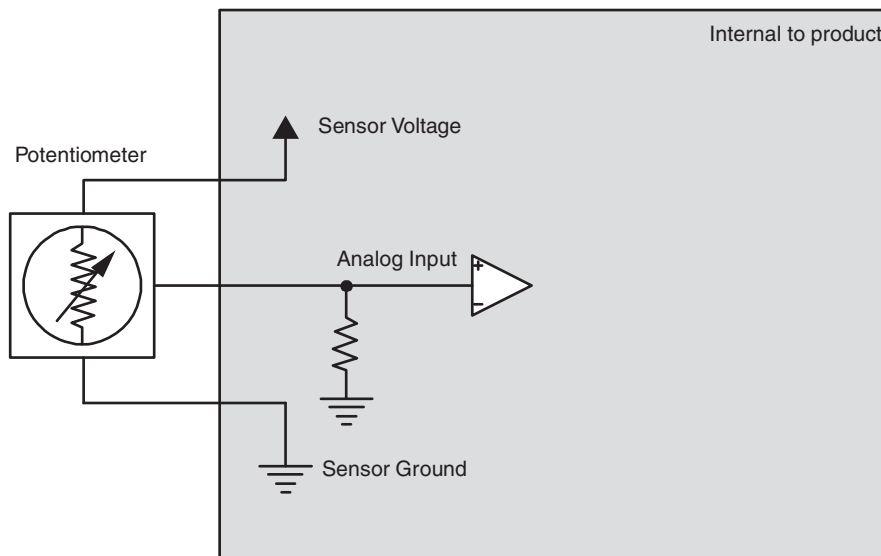 Internal to product
Sensor Voltage
Potentiometer
Analog Input
+
–
Sensor Ground